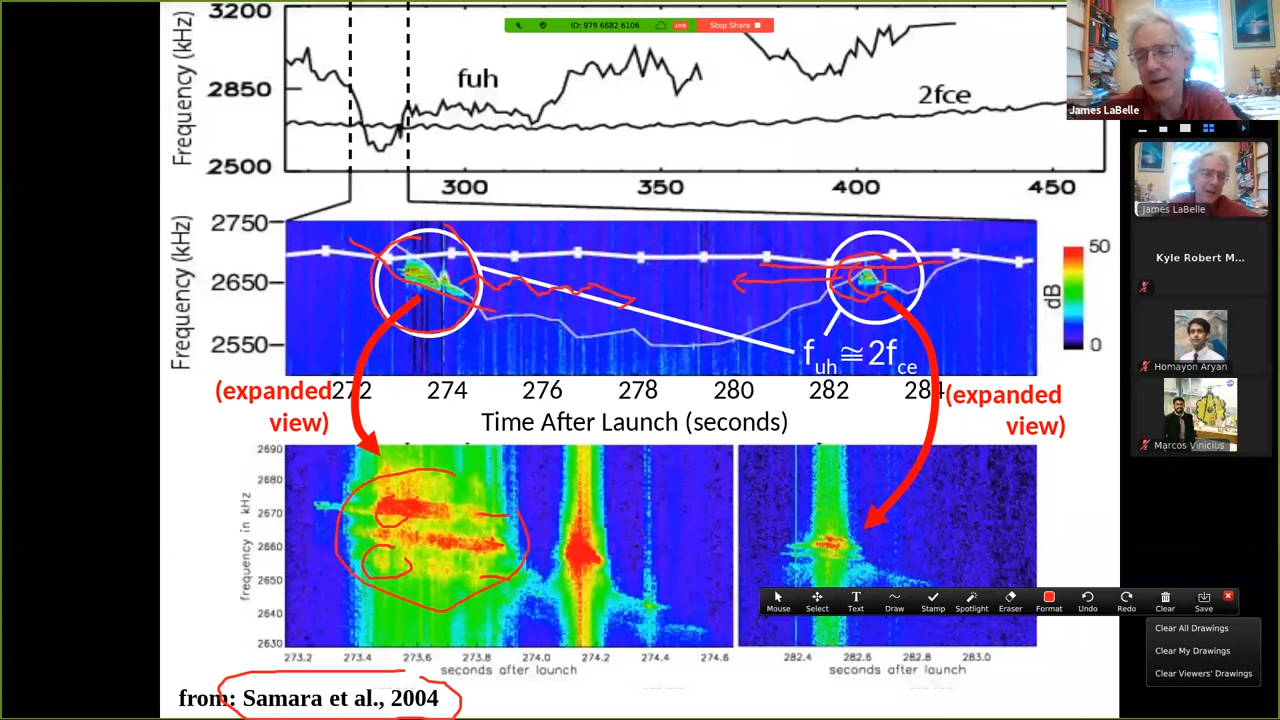 ID: 979 6682 6106
LIVE
Stop Share
James LaBelle
3200
2850
2500
Frequency (kHz)
fuh
2fce
300
350
400
450
James LaBelle
Kyle Robert M...
Homayon Aryan
Marcos Vinicius
2750
2650
2550
Frequency (kHz)
50
dB
0
fuh≅2fce
272
274
276
278
280
282
284
Time After Launch (seconds)
(expanded
view)
(expanded
view)
2690
2680
2670
2660
2650
2640
2630
frequency in kHz
273.2
273.4
273.6
273.8
274.0
274.2
274.4
274.6
seconds after launch
282.4
282.6
282.8
283.0
seconds after launch
Mouse
Select
Text
Draw
Stamp
Spotlight
Eraser
Format
Undo
Redo
Clear
Save
Clear All Drawings
Clear My Drawings
Clear Viewers' Drawings
from: Samara et al., 2004